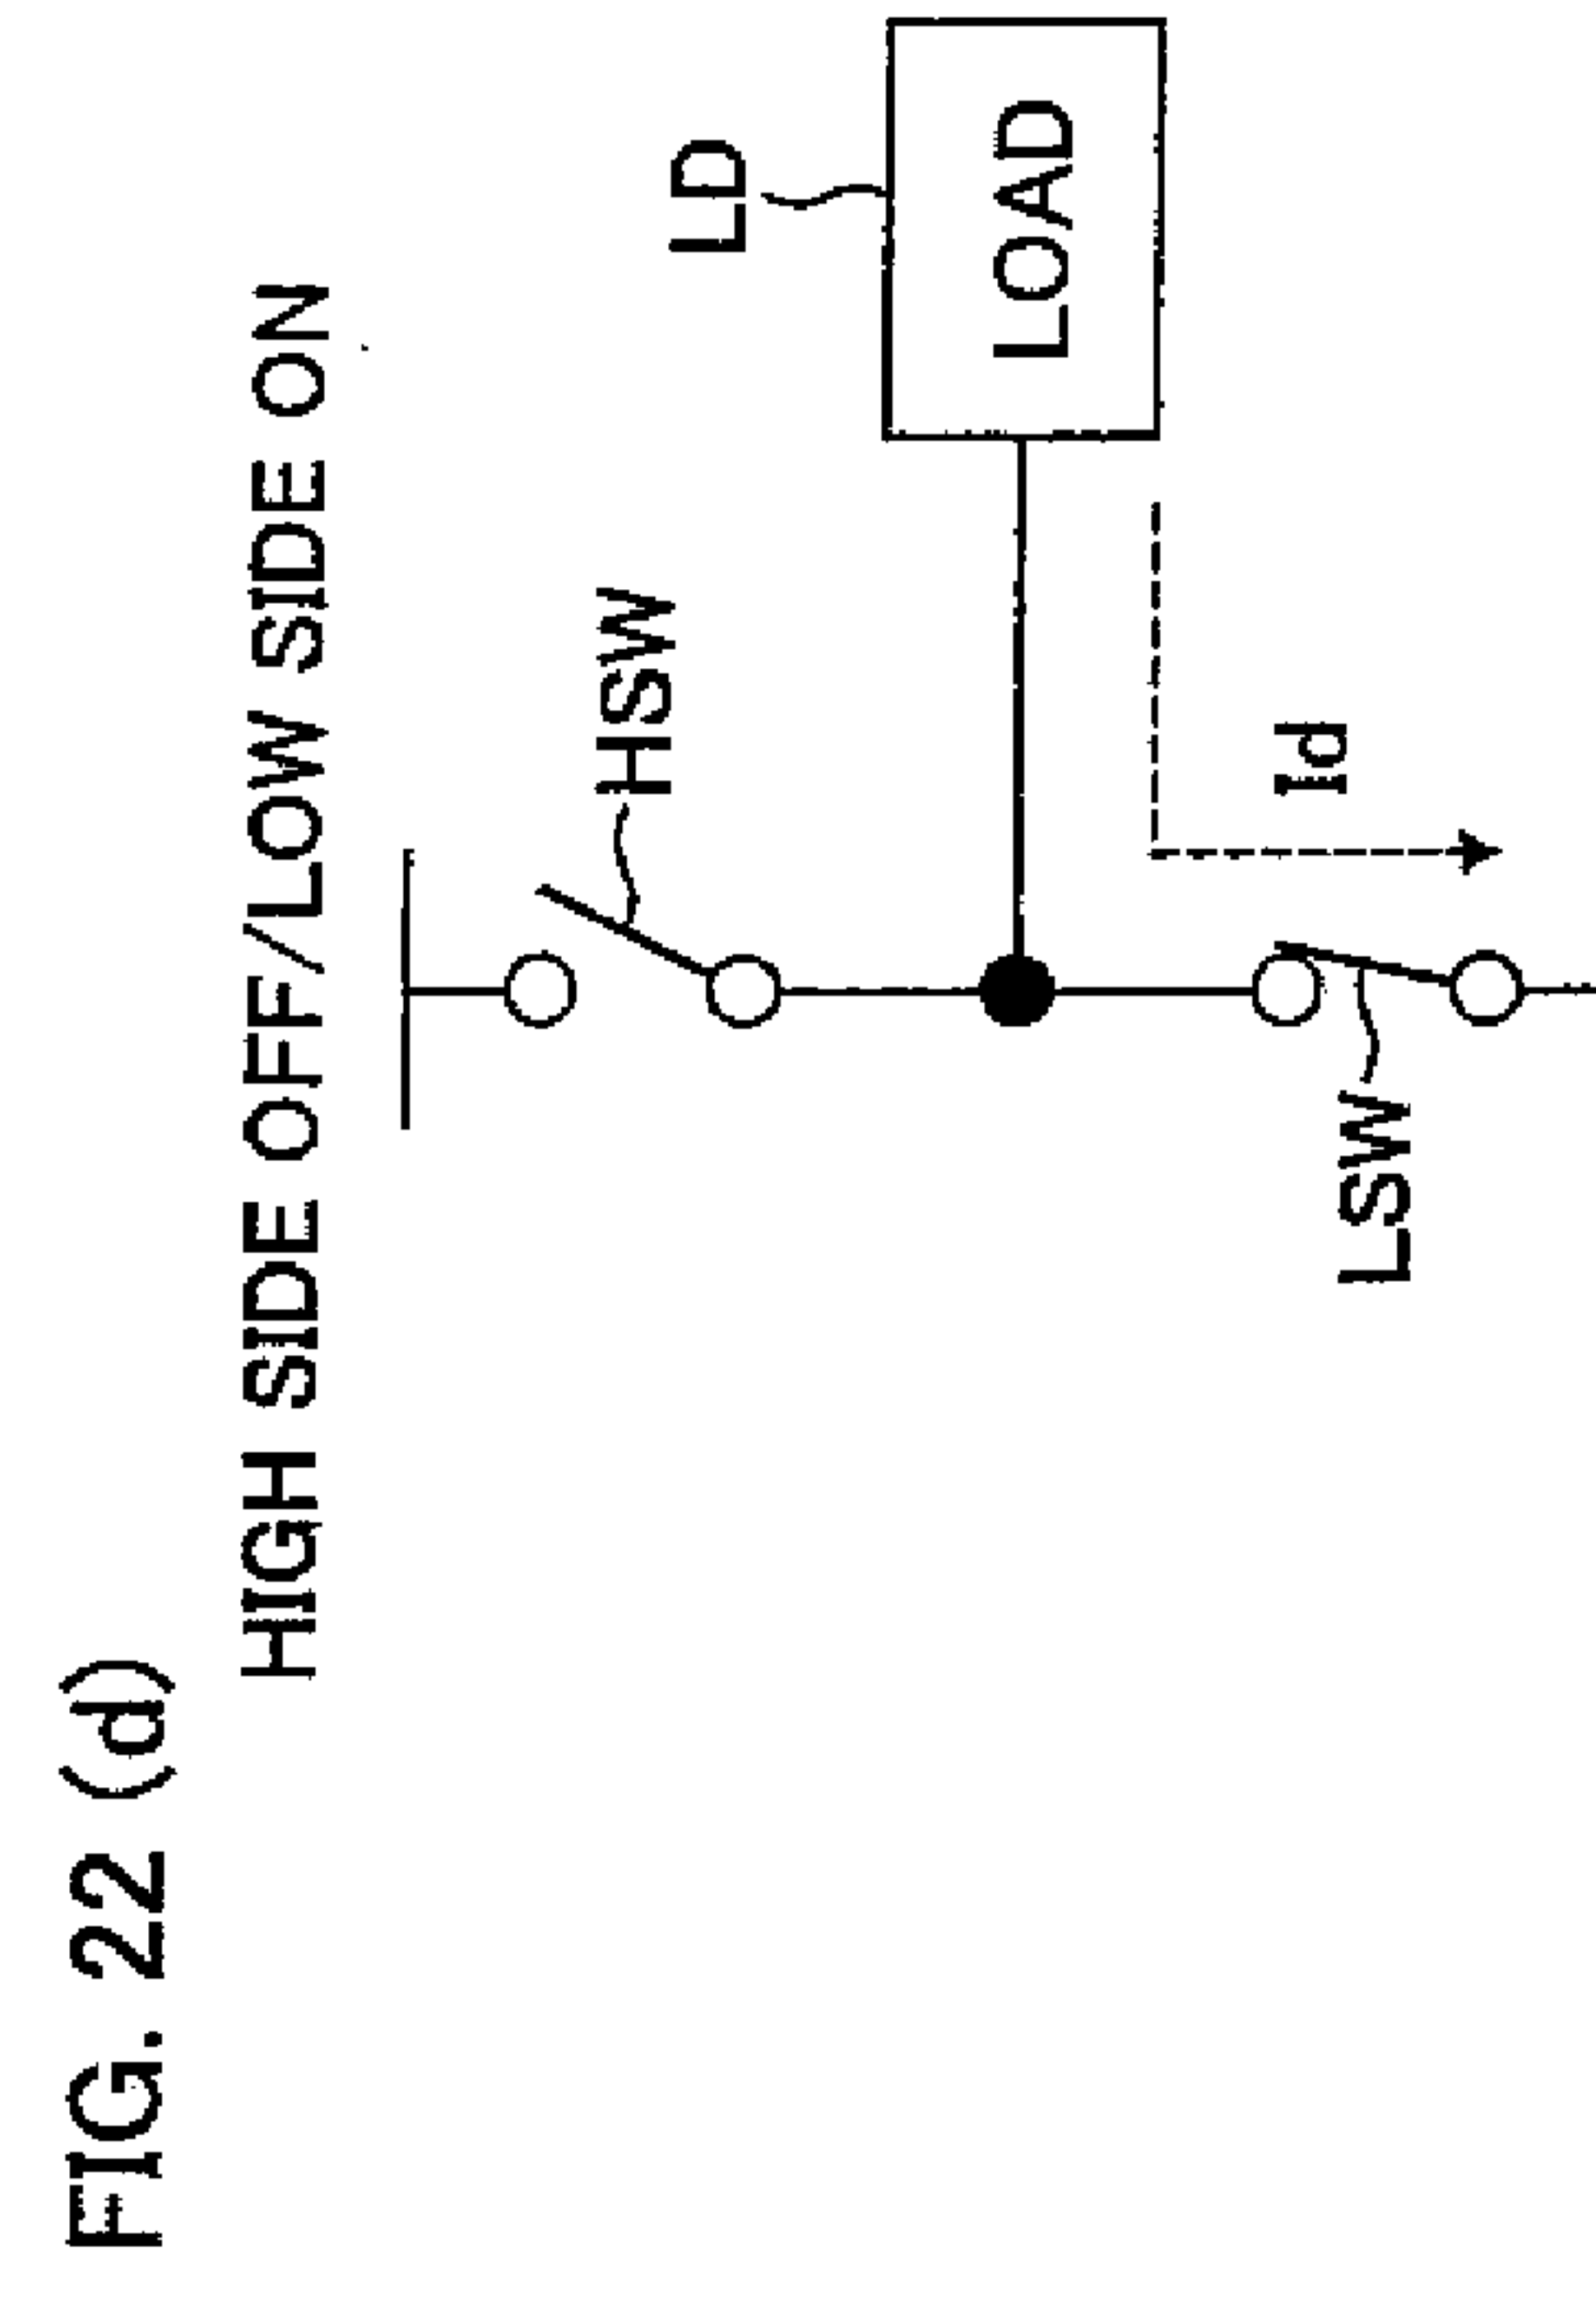 FIG. 22 (d)
HIGH SIDE OFF/LOW SIDE ON
HSW
LD
LOAD
Id
LSW